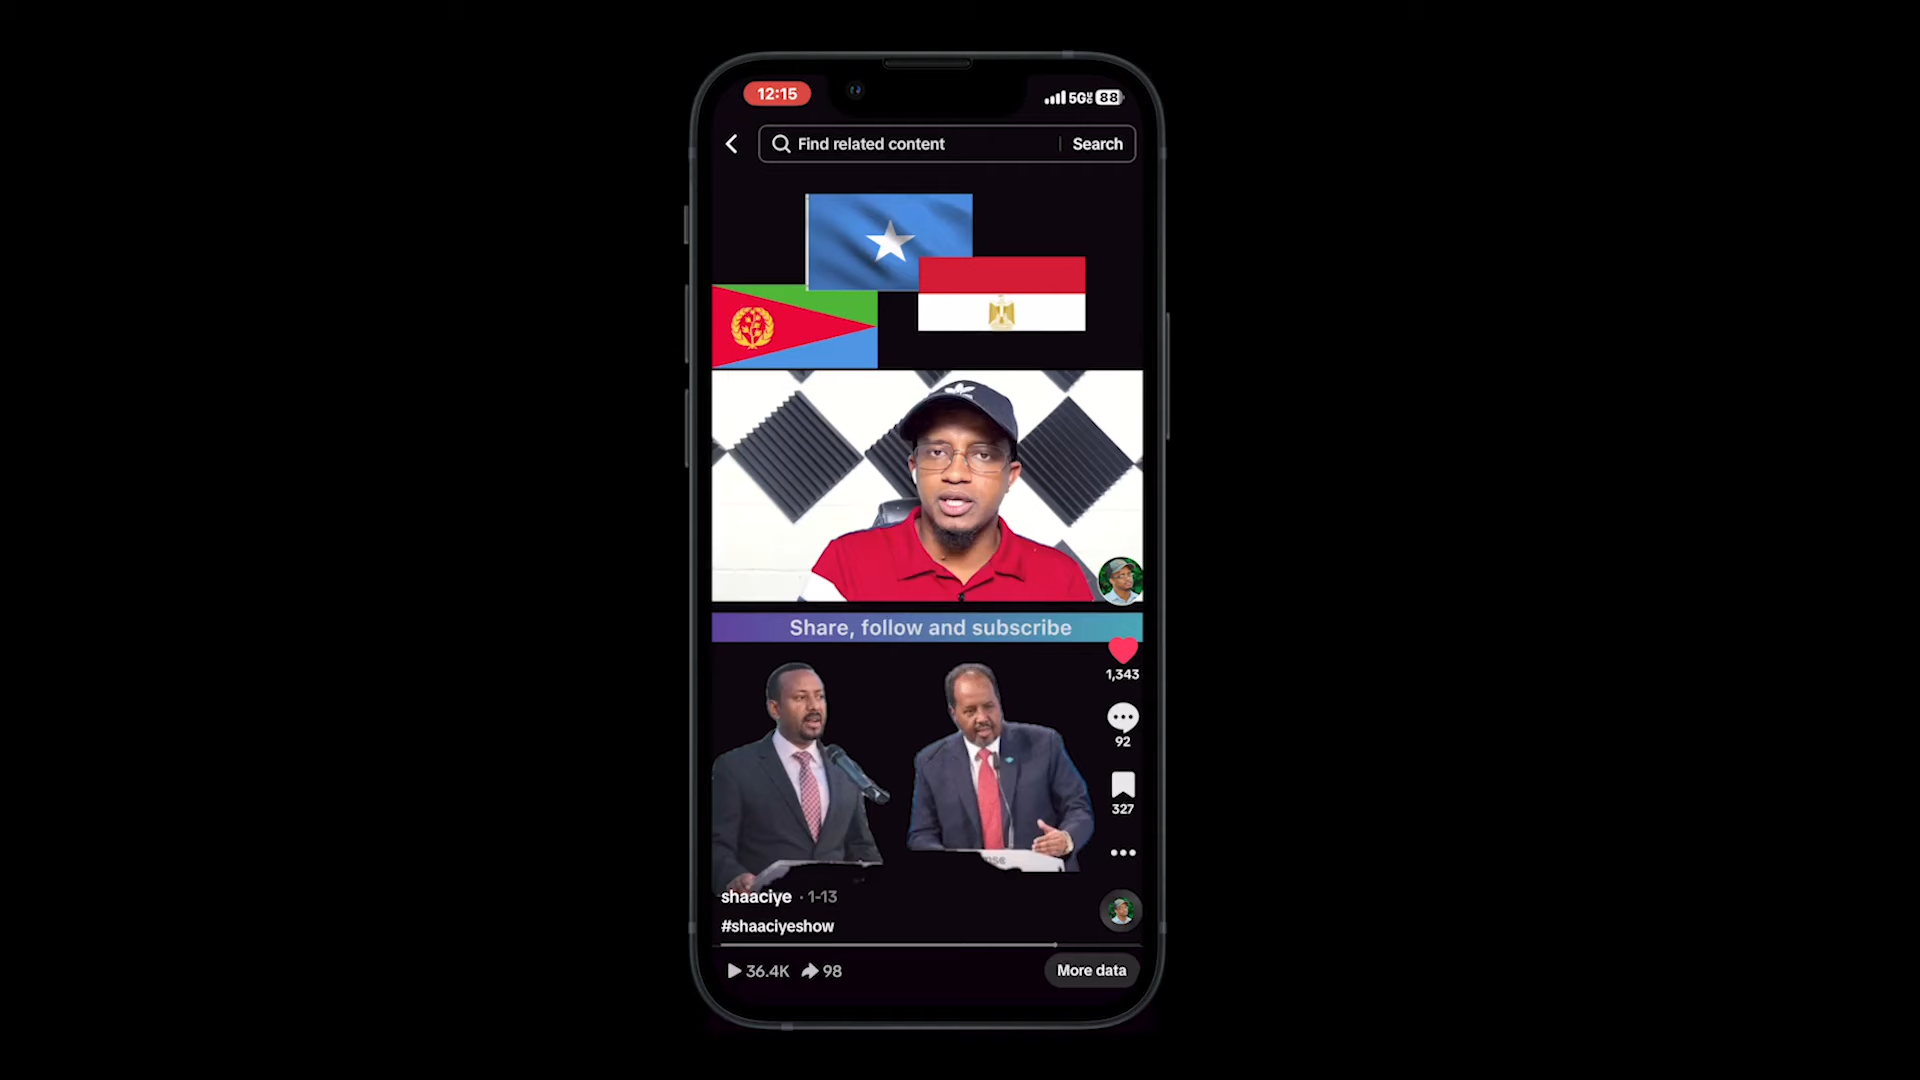 12:15
5G 88
Find related content
Search
Share, follow and subscribe
1,343
92
327
shaaciye · 1-13
#shaaciyeshow
36.4K 98
More data